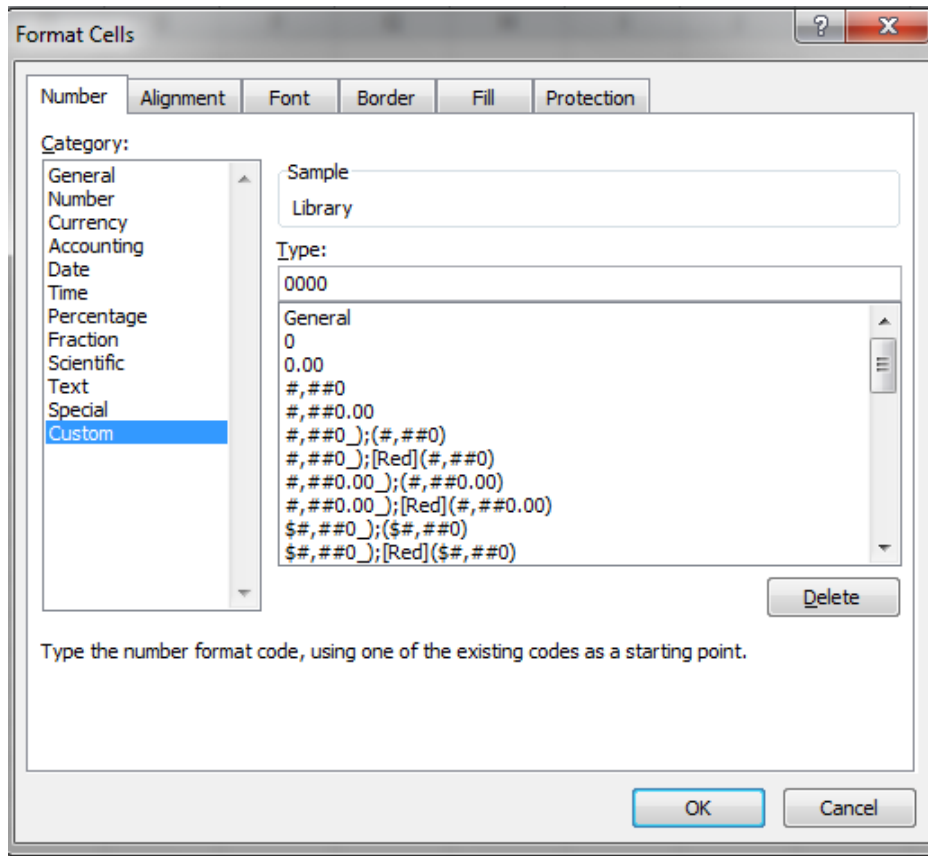 Format Cells
?
X
Number Alignment Font Border Fill Protection
Category:
General
Number
Currency
Accounting
Date
Time
Percentage
Fraction
Scientific
Text
Special
Custom
Sample
Library
Type:
0000
General
0
0.00
#,##0
#,##0.00
#,##0_);(#,##0)
#,##0_);[Red](#,##0)
#,##0.00_);(#,##0.00)
#,##0.00_);[Red](#,##0.00)
$#,##0_);($#,##0)
$#,##0_);[Red]($#,##0)
Delete
Type the number format code, using one of the existing codes as a starting point.
OK Cancel